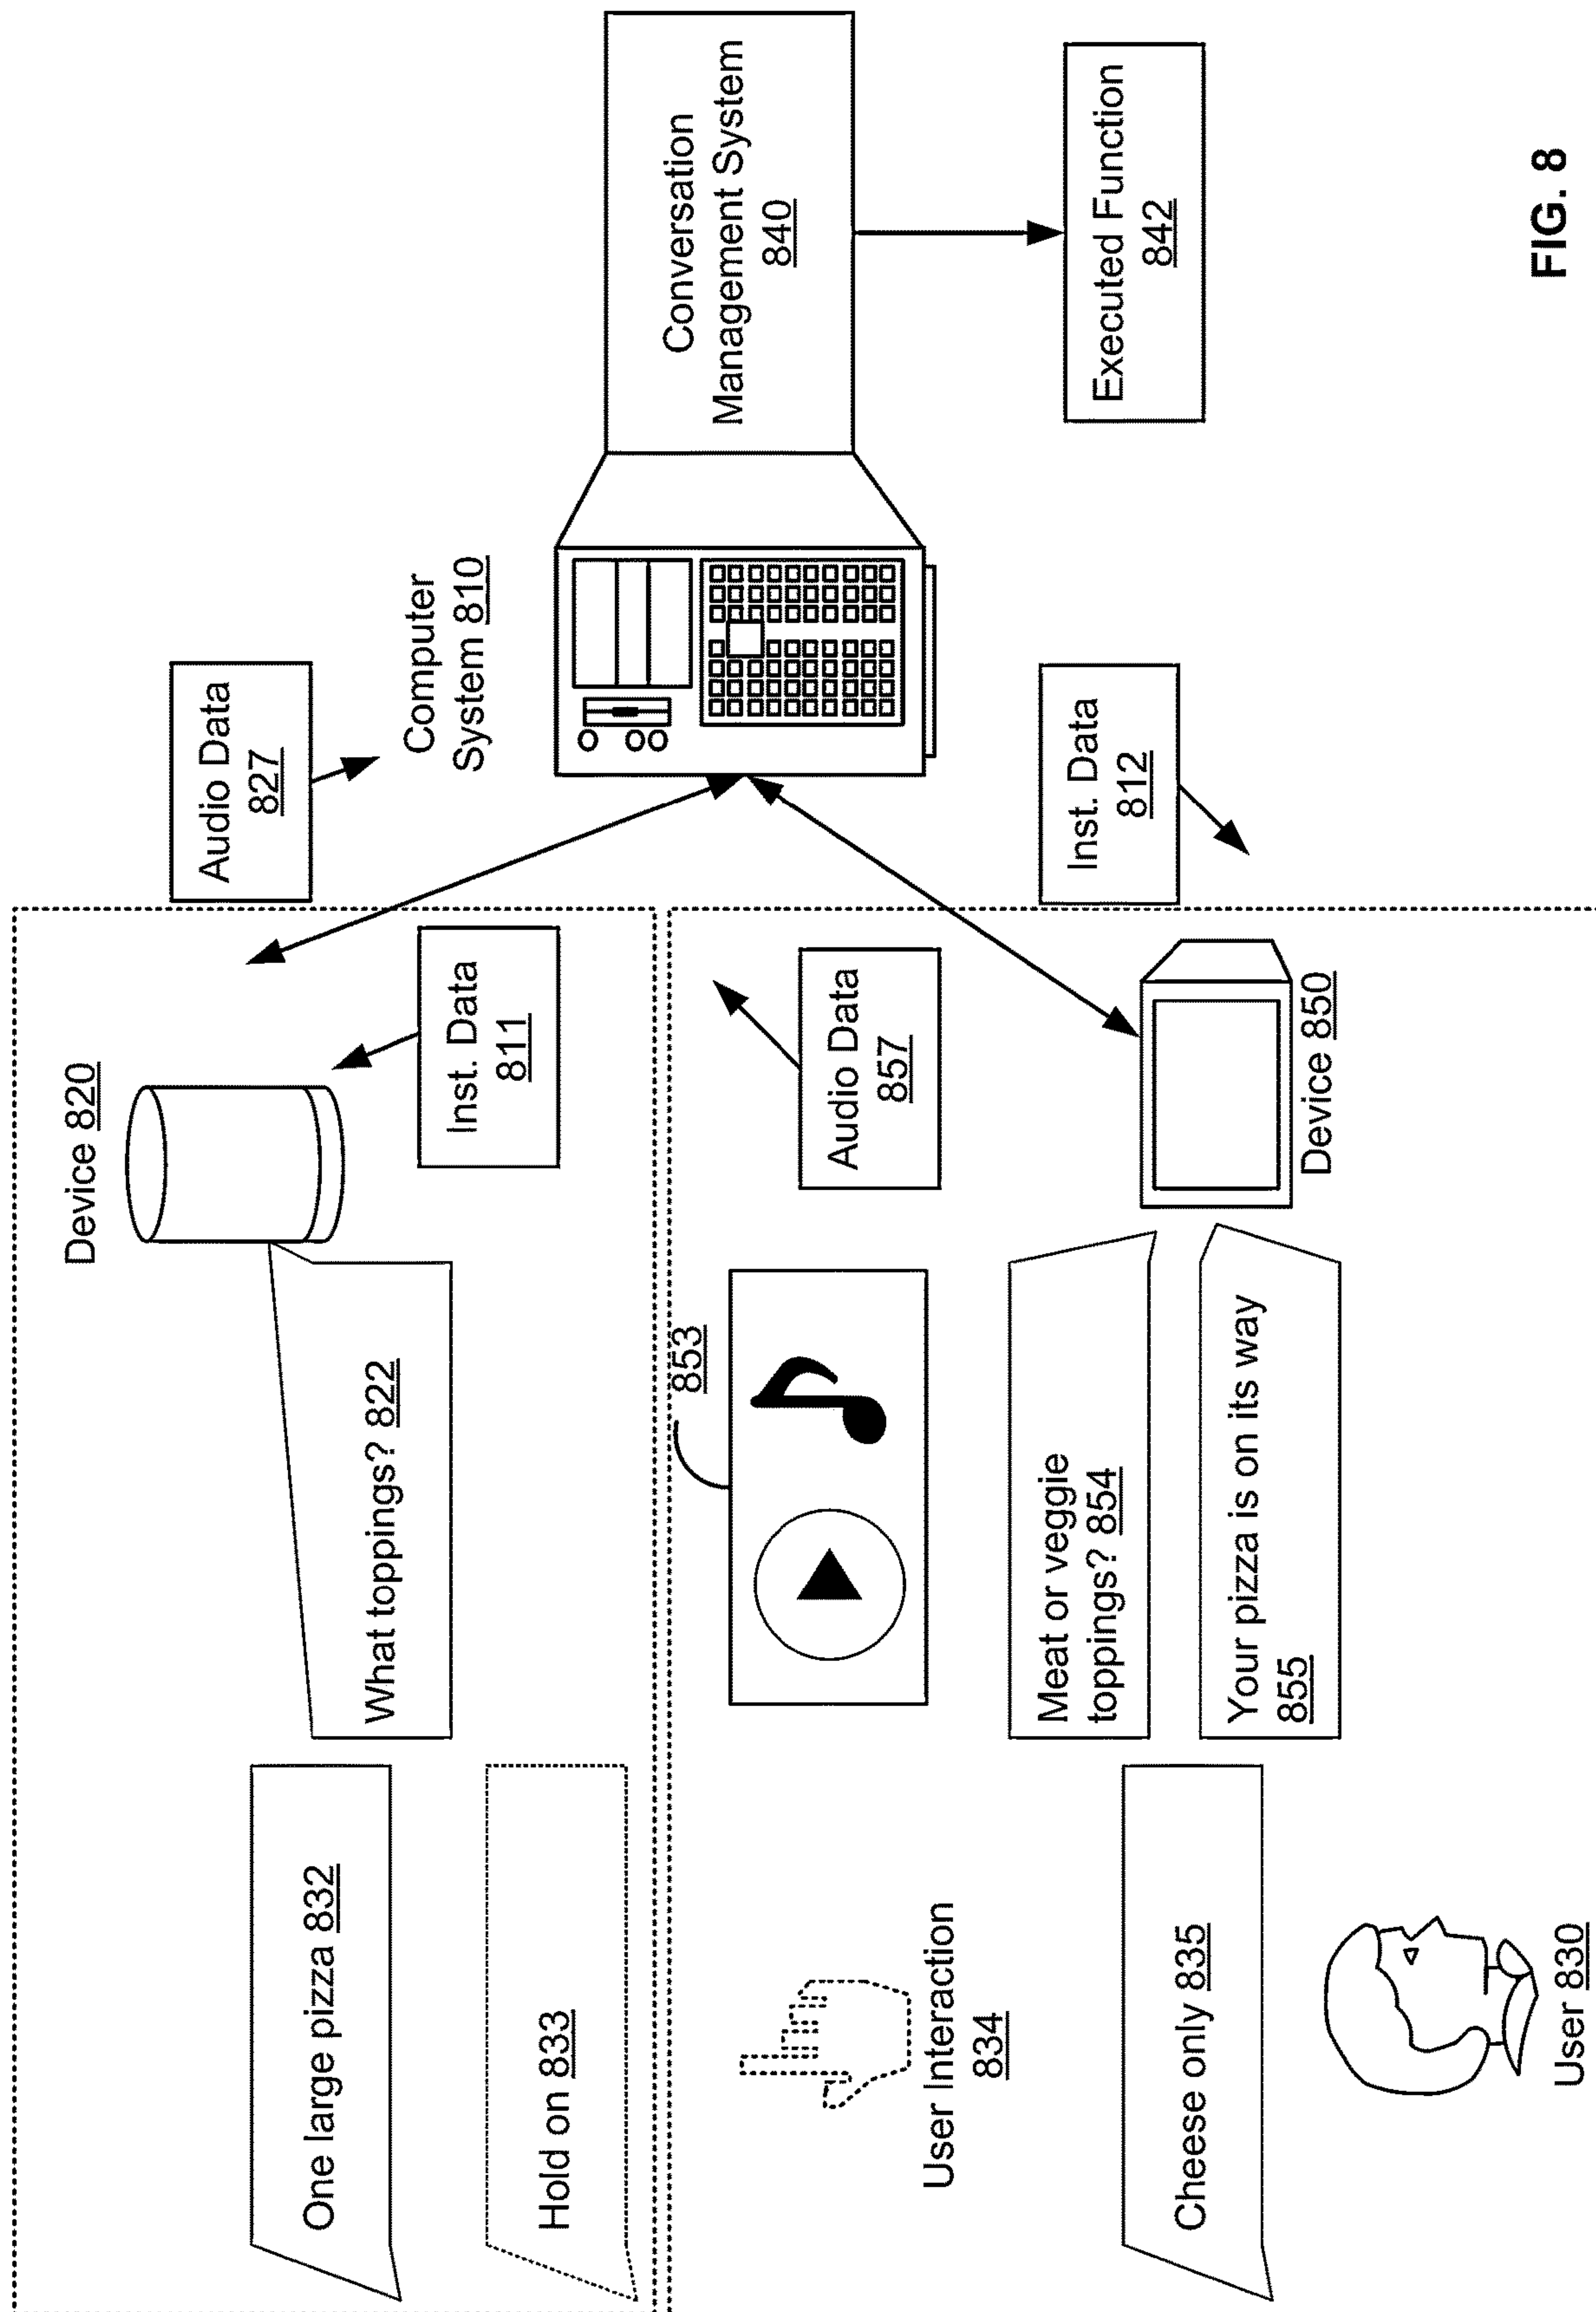 Device 820
One large pizza 832
What toppings? 822
Hold on 833
Inst. Data
811
Audio Data
827
Computer
System 810
Conversation
Management System
840
853
User Interaction
834
Audio Data
857
Meat or veggie
toppings? 854
Cheese only 835
Your pizza is on its way
855
Device 850
Inst. Data
812
Executed Function
842
User 830
FIG. 8